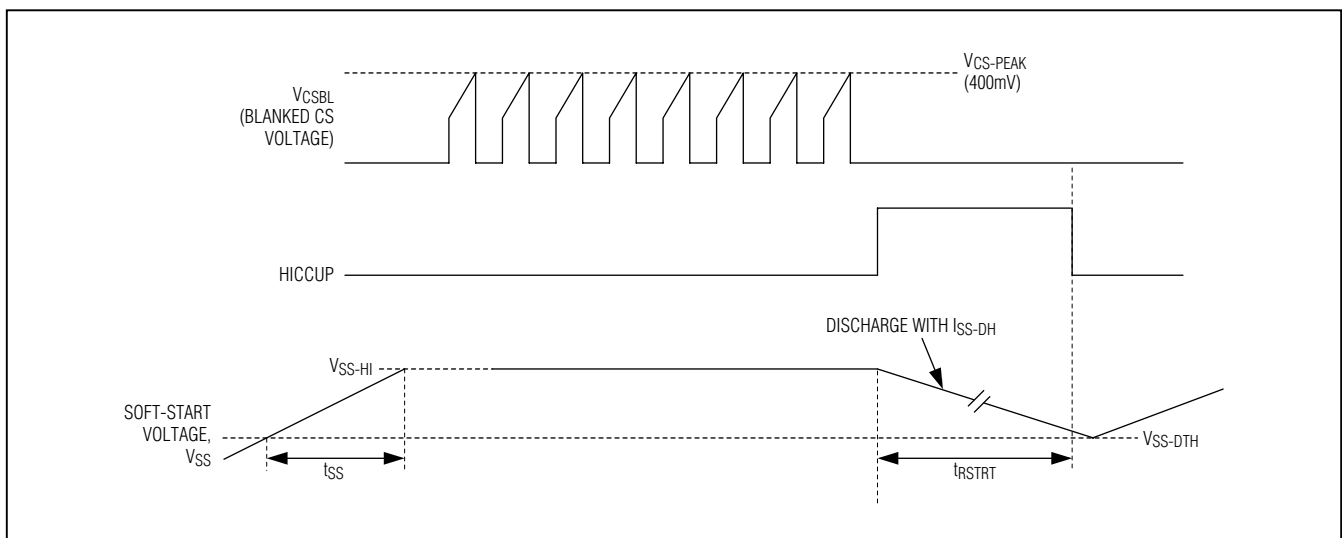 VCS-PEAK
(400mV)
VCSBL
(BLANKED CS
VOLTAGE)
HICCUP
DISCHARGE WITH ISS-DH
VSS-HI
SOFT-START
VOLTAGE,
VSS
VSS-DTH
tSS
tRSTRT